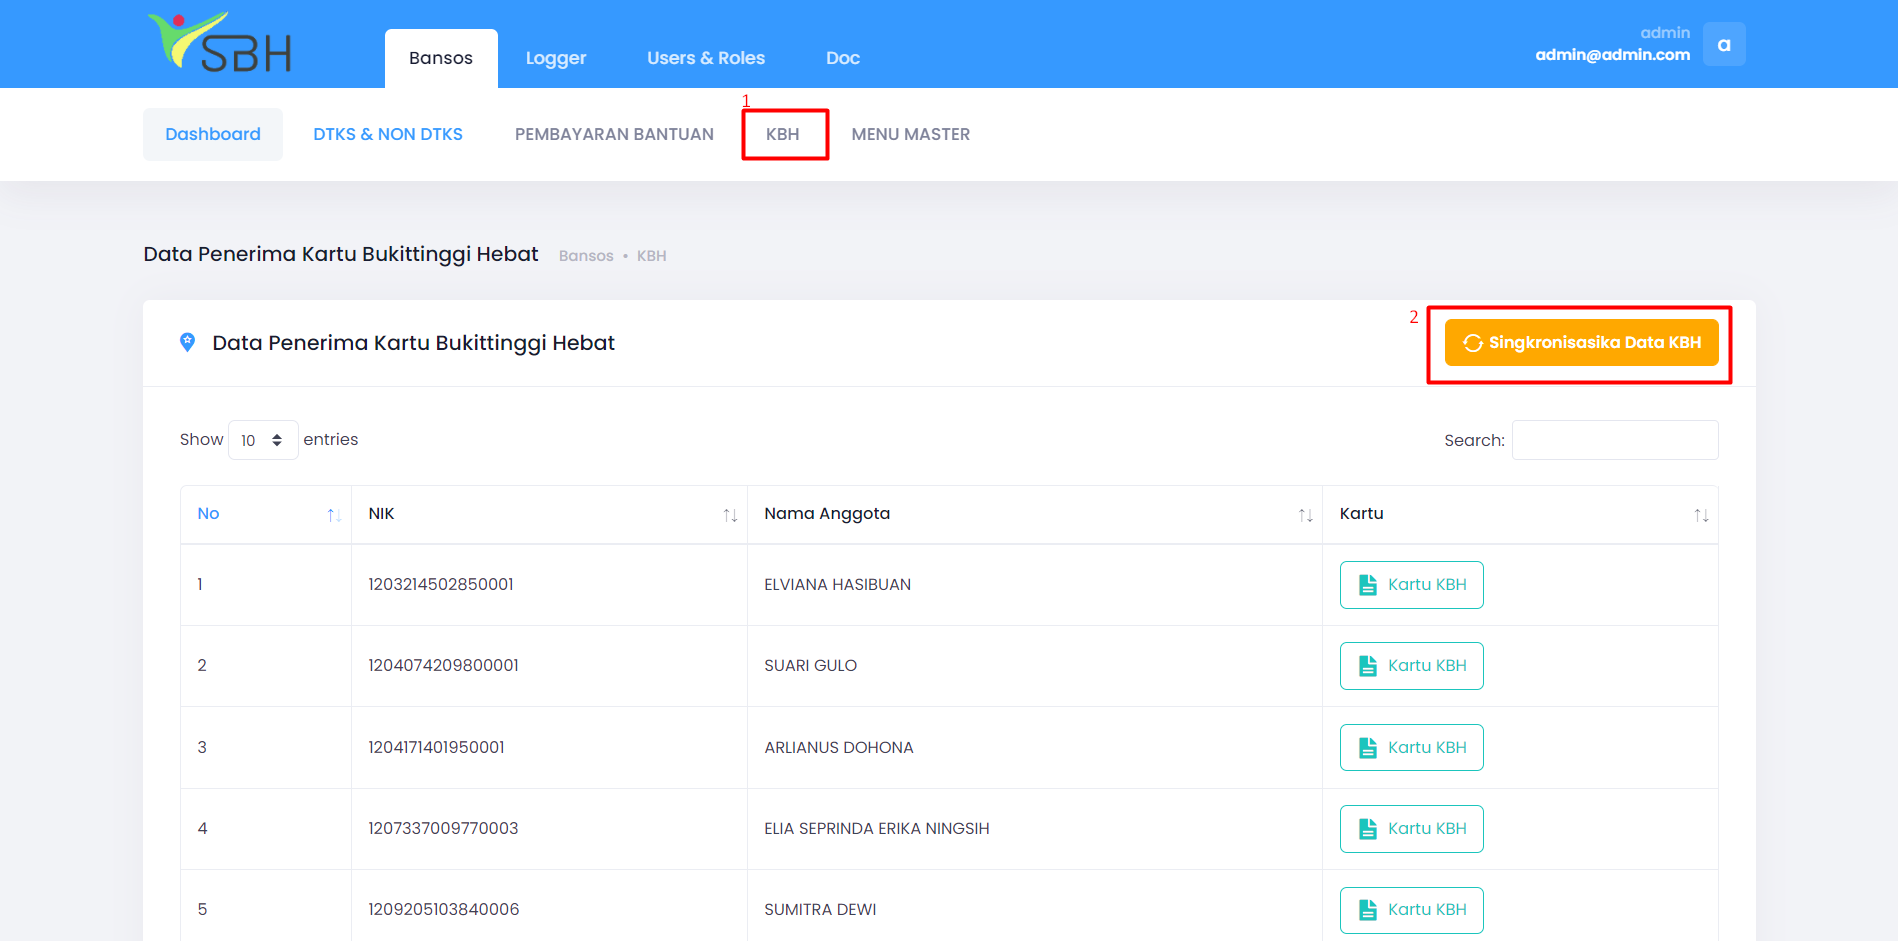 SBH
Bansos
Logger
Users & Roles
Doc
admin
admin@admin.com
a
1
Dashboard
DTKS & NON DTKS
PEMBAYARAN BANTUAN
KBH
MENU MASTER
Data Penerima Kartu Bukittinggi Hebat
Bansos • KBH
Data Penerima Kartu Bukittinggi Hebat
2
Singkronisasika Data KBH
Show 10 entries
Search:
No NIK Nama Anggota Kartu
1 1203214502850001 ELVIANA HASIBUAN Kartu KBH
2 1204074209800001 SUARI GULO Kartu KBH
3 1204171401950001 ARLIANUS DOHONA Kartu KBH
4 1207337009770003 ELIA SEPRINDA ERIKA NINGSIH Kartu KBH
5 1209205103840006 SUMITRA DEWI Kartu KBH